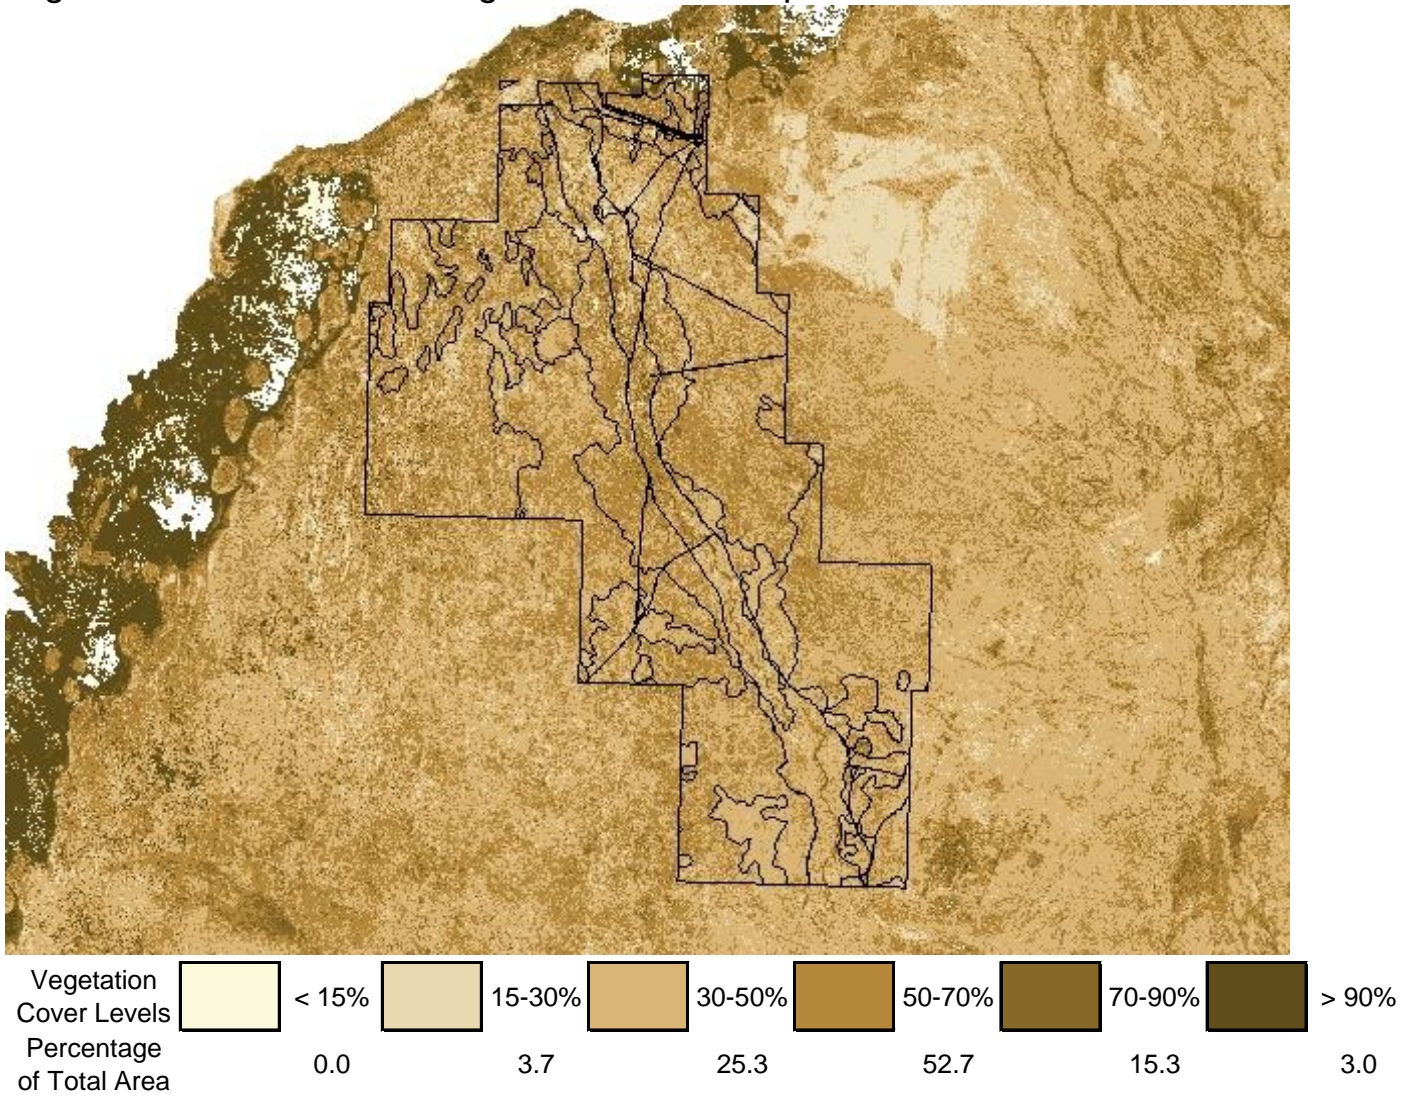 Vegetation
Cover Levels
< 15% 15-30% 30-50% 50-70% 70-90% > 90%
Percentage
of Total Area
0.0 3.7 25.3 52.7 15.3 3.0